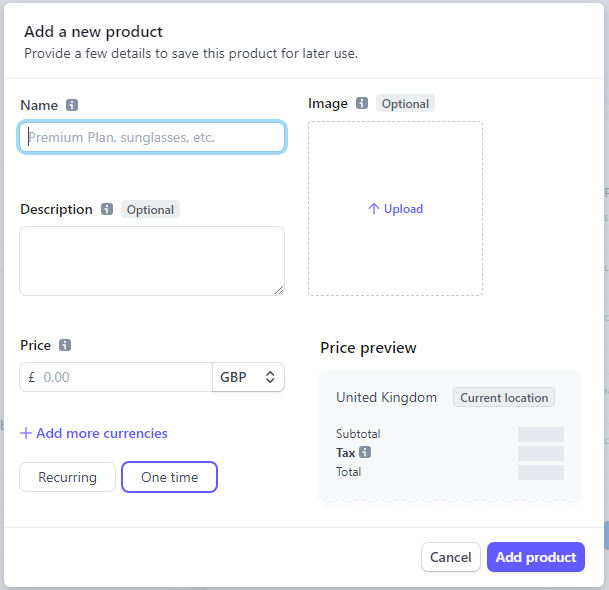 Add a new product
Provide a few details to save this product for later use.
Name
Premium Plan, sunglasses, etc.
Image Optional
Upload
Description Optional
Price
£ 0.00 GBP
Add more currencies
Recurring One time
Price preview
United Kingdom Current location
Subtotal
Tax
Total
Cancel Add product